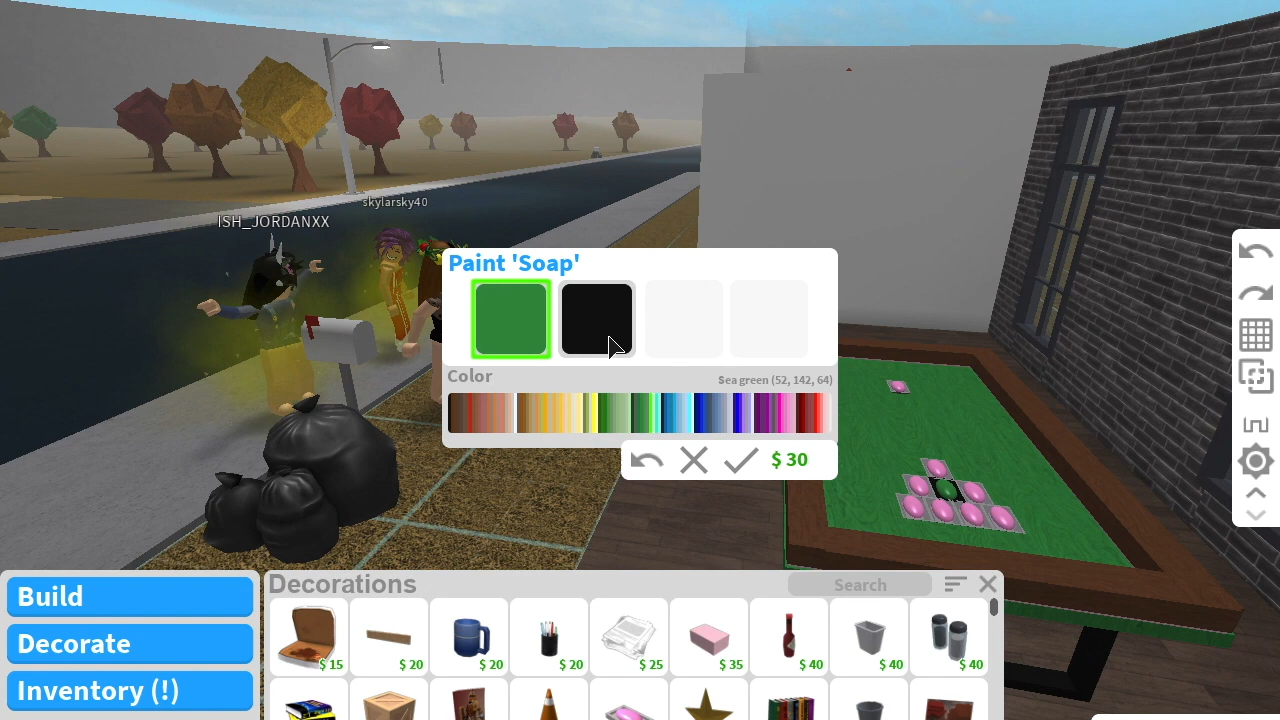 skylarsky40
ISH_JORDANXX
Paint 'Soap'
Color
Sea green (52, 142, 64)
$ 30
Build
Decorate
Inventory (!)
Decorations
Search
$ 15
$ 20
$ 20
$ 20
$ 25
$ 35
$ 40
$ 40
$ 40